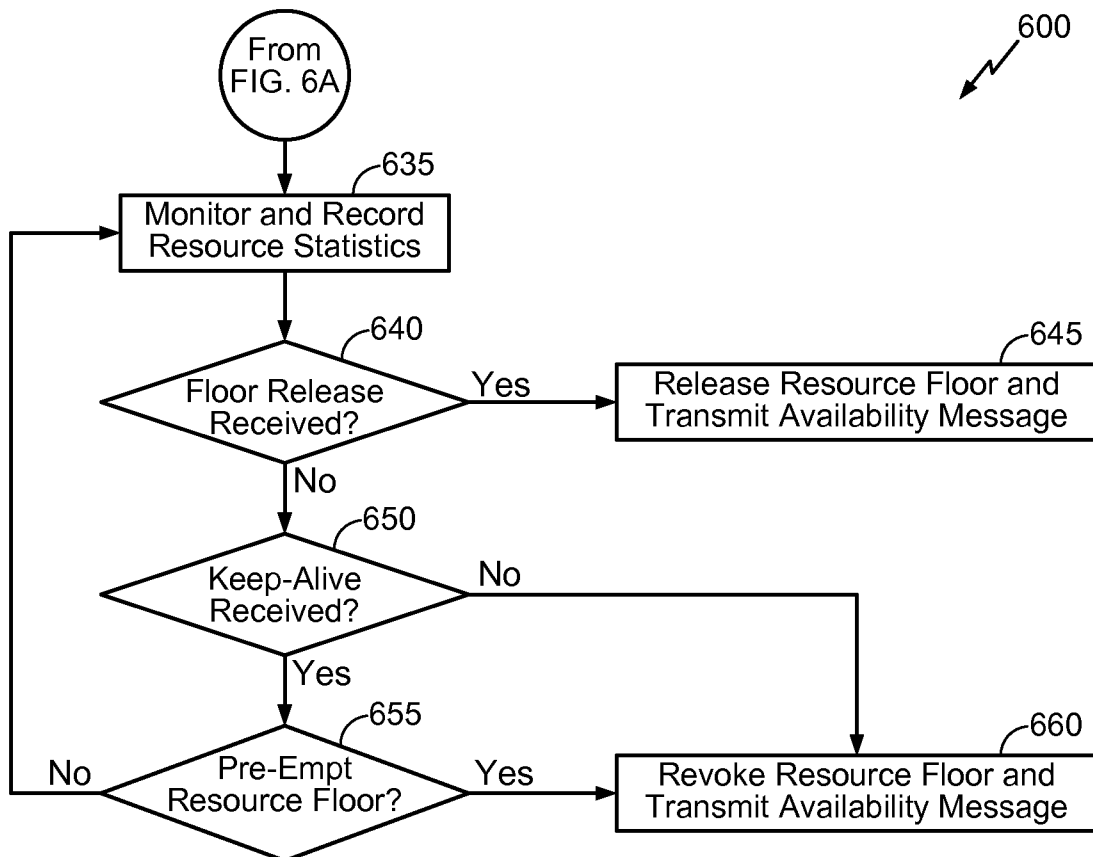 From
FIG. 6A
600
635
Monitor and Record
Resource Statistics
640
Floor Release
Received?
Yes
645
Release Resource Floor and
Transmit Availability Message
No
650
Keep-Alive
Received?
No
Yes
655
Pre-Empt
Resource Floor?
No
Yes
660
Revoke Resource Floor and
Transmit Availability Message